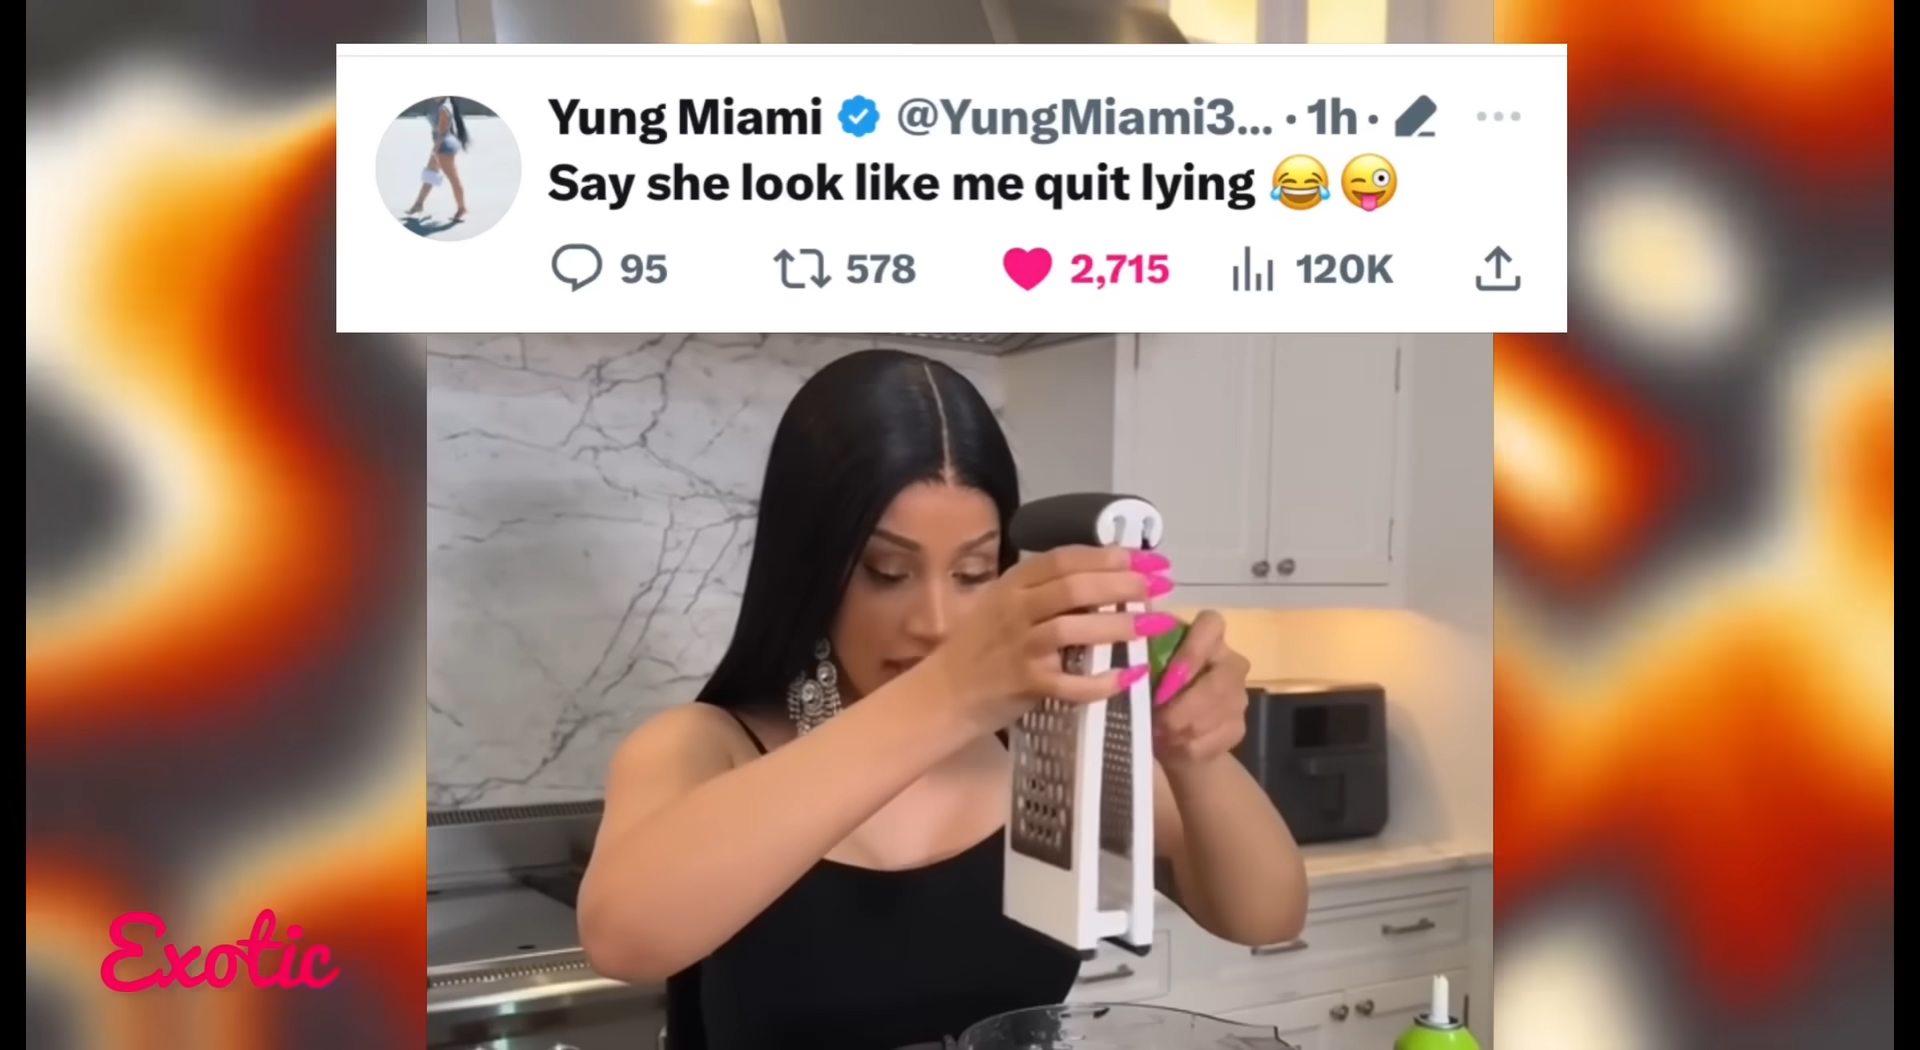 Yung Miami @YungMiami3... · 1h ·
Say she look like me quit lying 😂😜
95 578 2,715 120K
Exotic